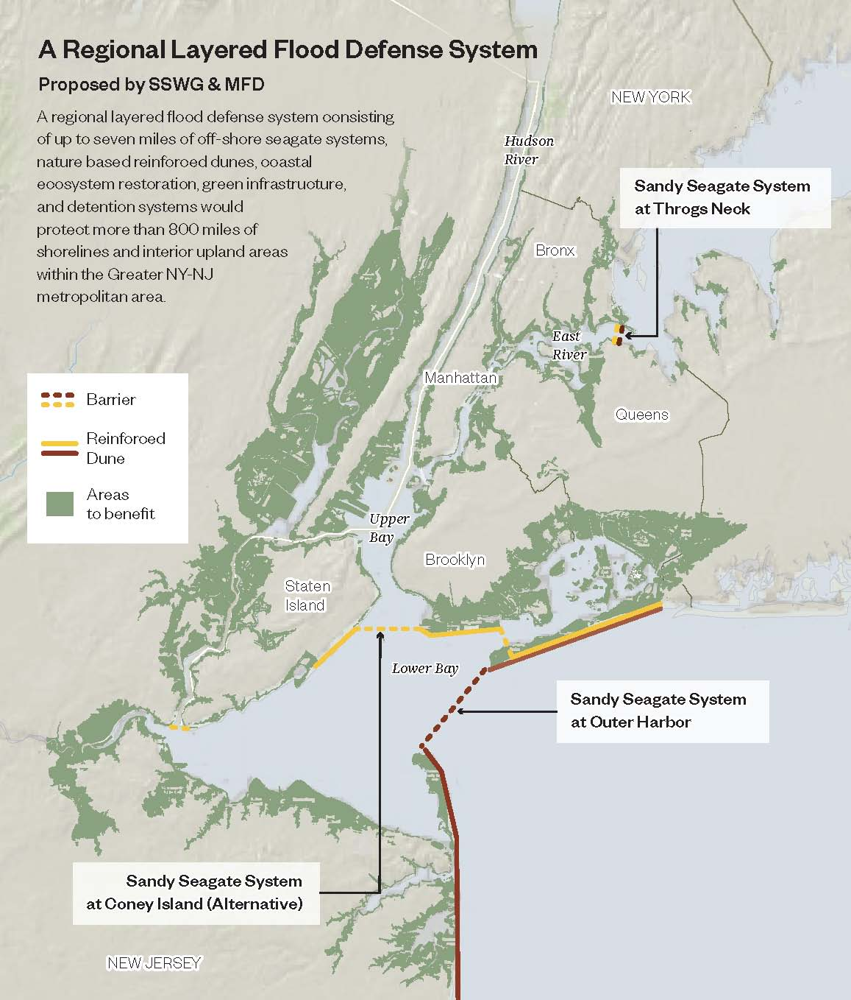 A Regional Layered Flood Defense System
Proposed by SSWG & MFD
A regional layered flood defense system consisting
of up to seven miles of off-shore seagate systems,
nature based reinforced dunes, coastal
ecosystem restoration, green infrastructure,
and detention systems would
protect more than 800 miles of
shorelines and interior upland areas
within the Greater NY-NJ
metropolitan area.
NEW YORK
Hudson
River
Sandy Seagate System
at Throgs Neck
Bronx
East
River
Manhattan
Queens
Barrier
Reinforced
Dune
Areas
to benefit
Upper
Bay
Brooklyn
Staten
Island
Lower Bay
Sandy Seagate System
at Outer Harbor
Sandy Seagate System
at Coney Island (Alternative)
NEW JERSEY